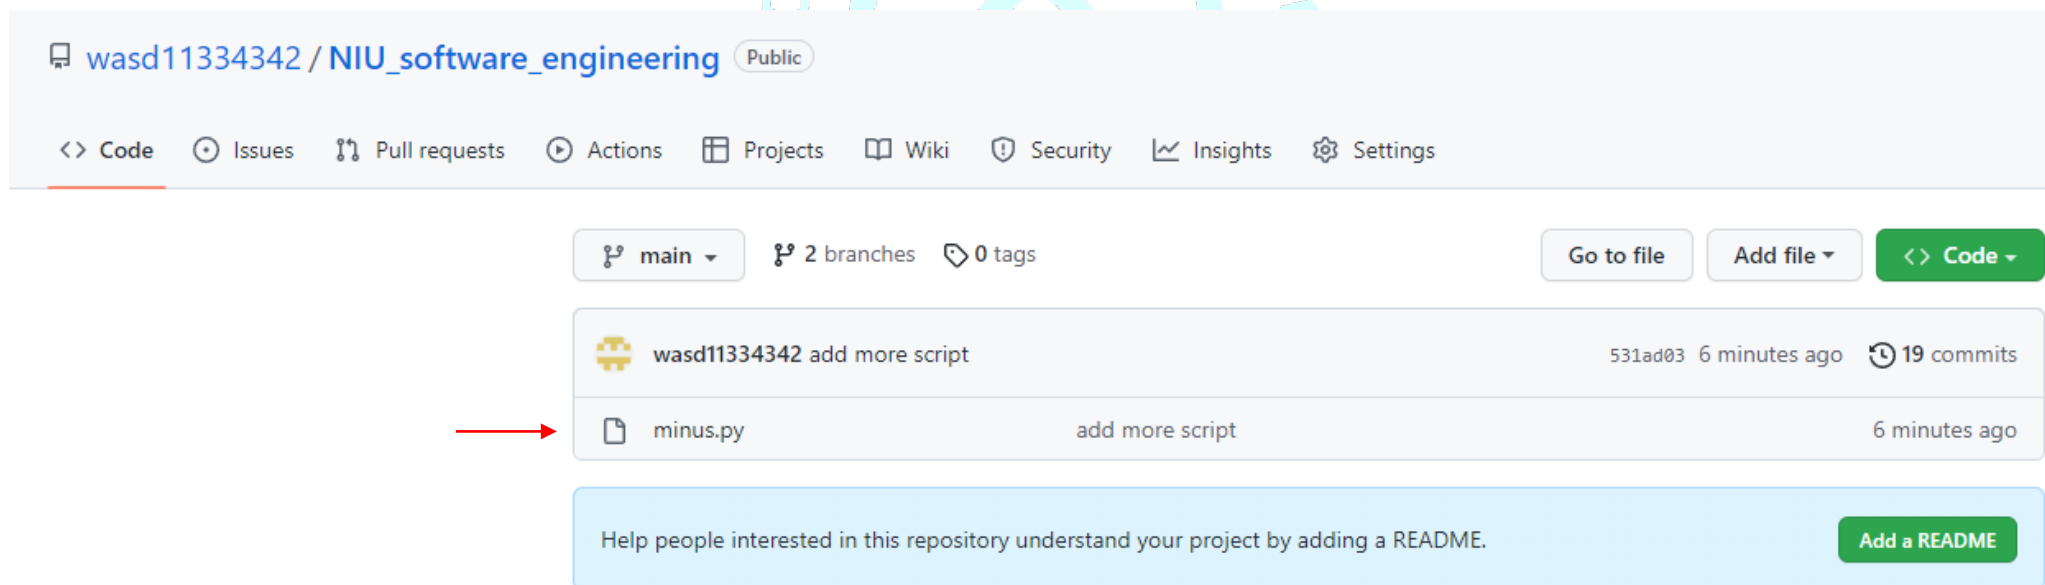 wasd11334342 / NIU_software_engineering Public
Code Issues Pull requests Actions Projects Wiki Security Insights Settings
main 2 branches 0 tags Go to file Add file Code
wasd11334342 add more script 531ad03 6 minutes ago 19 commits
minus.py add more script 6 minutes ago
Help people interested in this repository understand your project by adding a README. Add a README